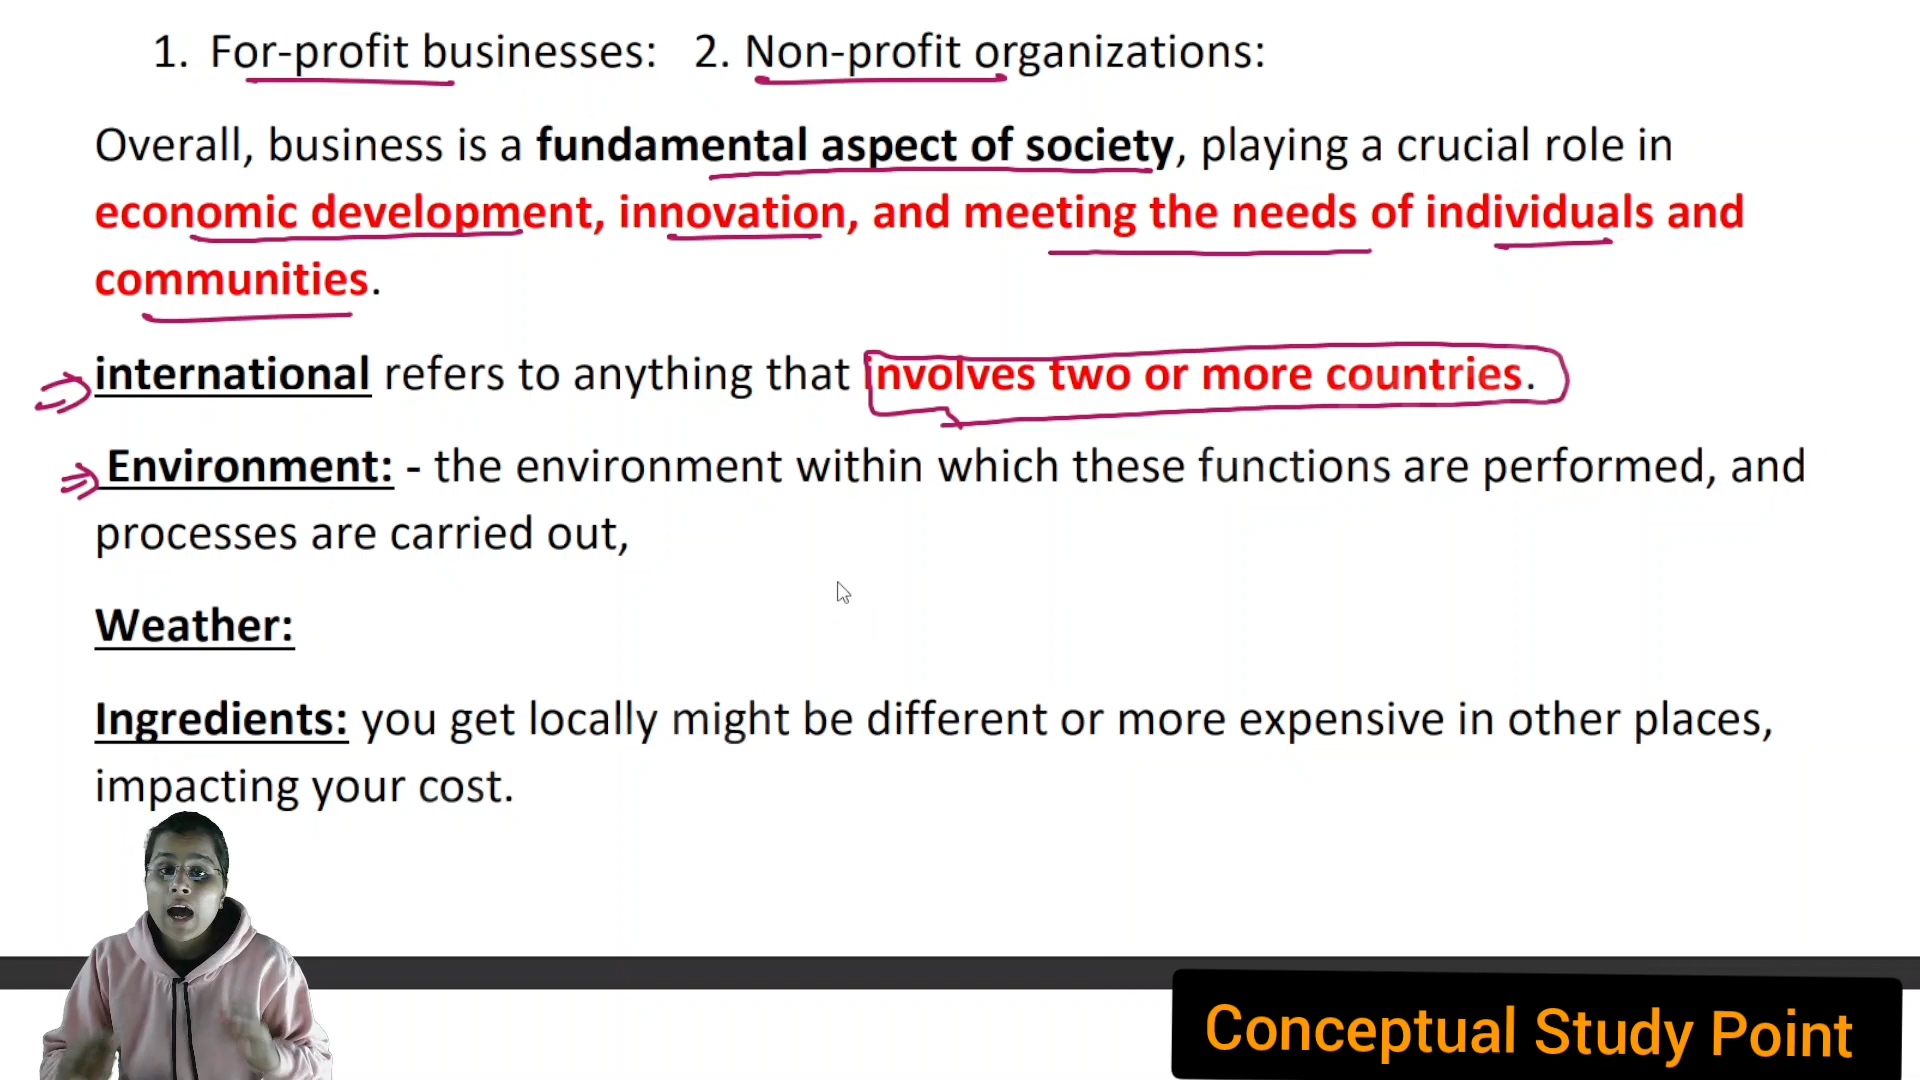 1. For-profit businesses: 2. Non-profit organizations:
Overall, business is a fundamental aspect of society, playing a crucial role in
economic development, innovation, and meeting the needs of individuals and
communities.
international refers to anything that involves two or more countries.
Environment: - the environment within which these functions are performed, and
processes are carried out,
Weather:
Ingredients: you get locally might be different or more expensive in other places,
impacting your cost.
Conceptual Study Point